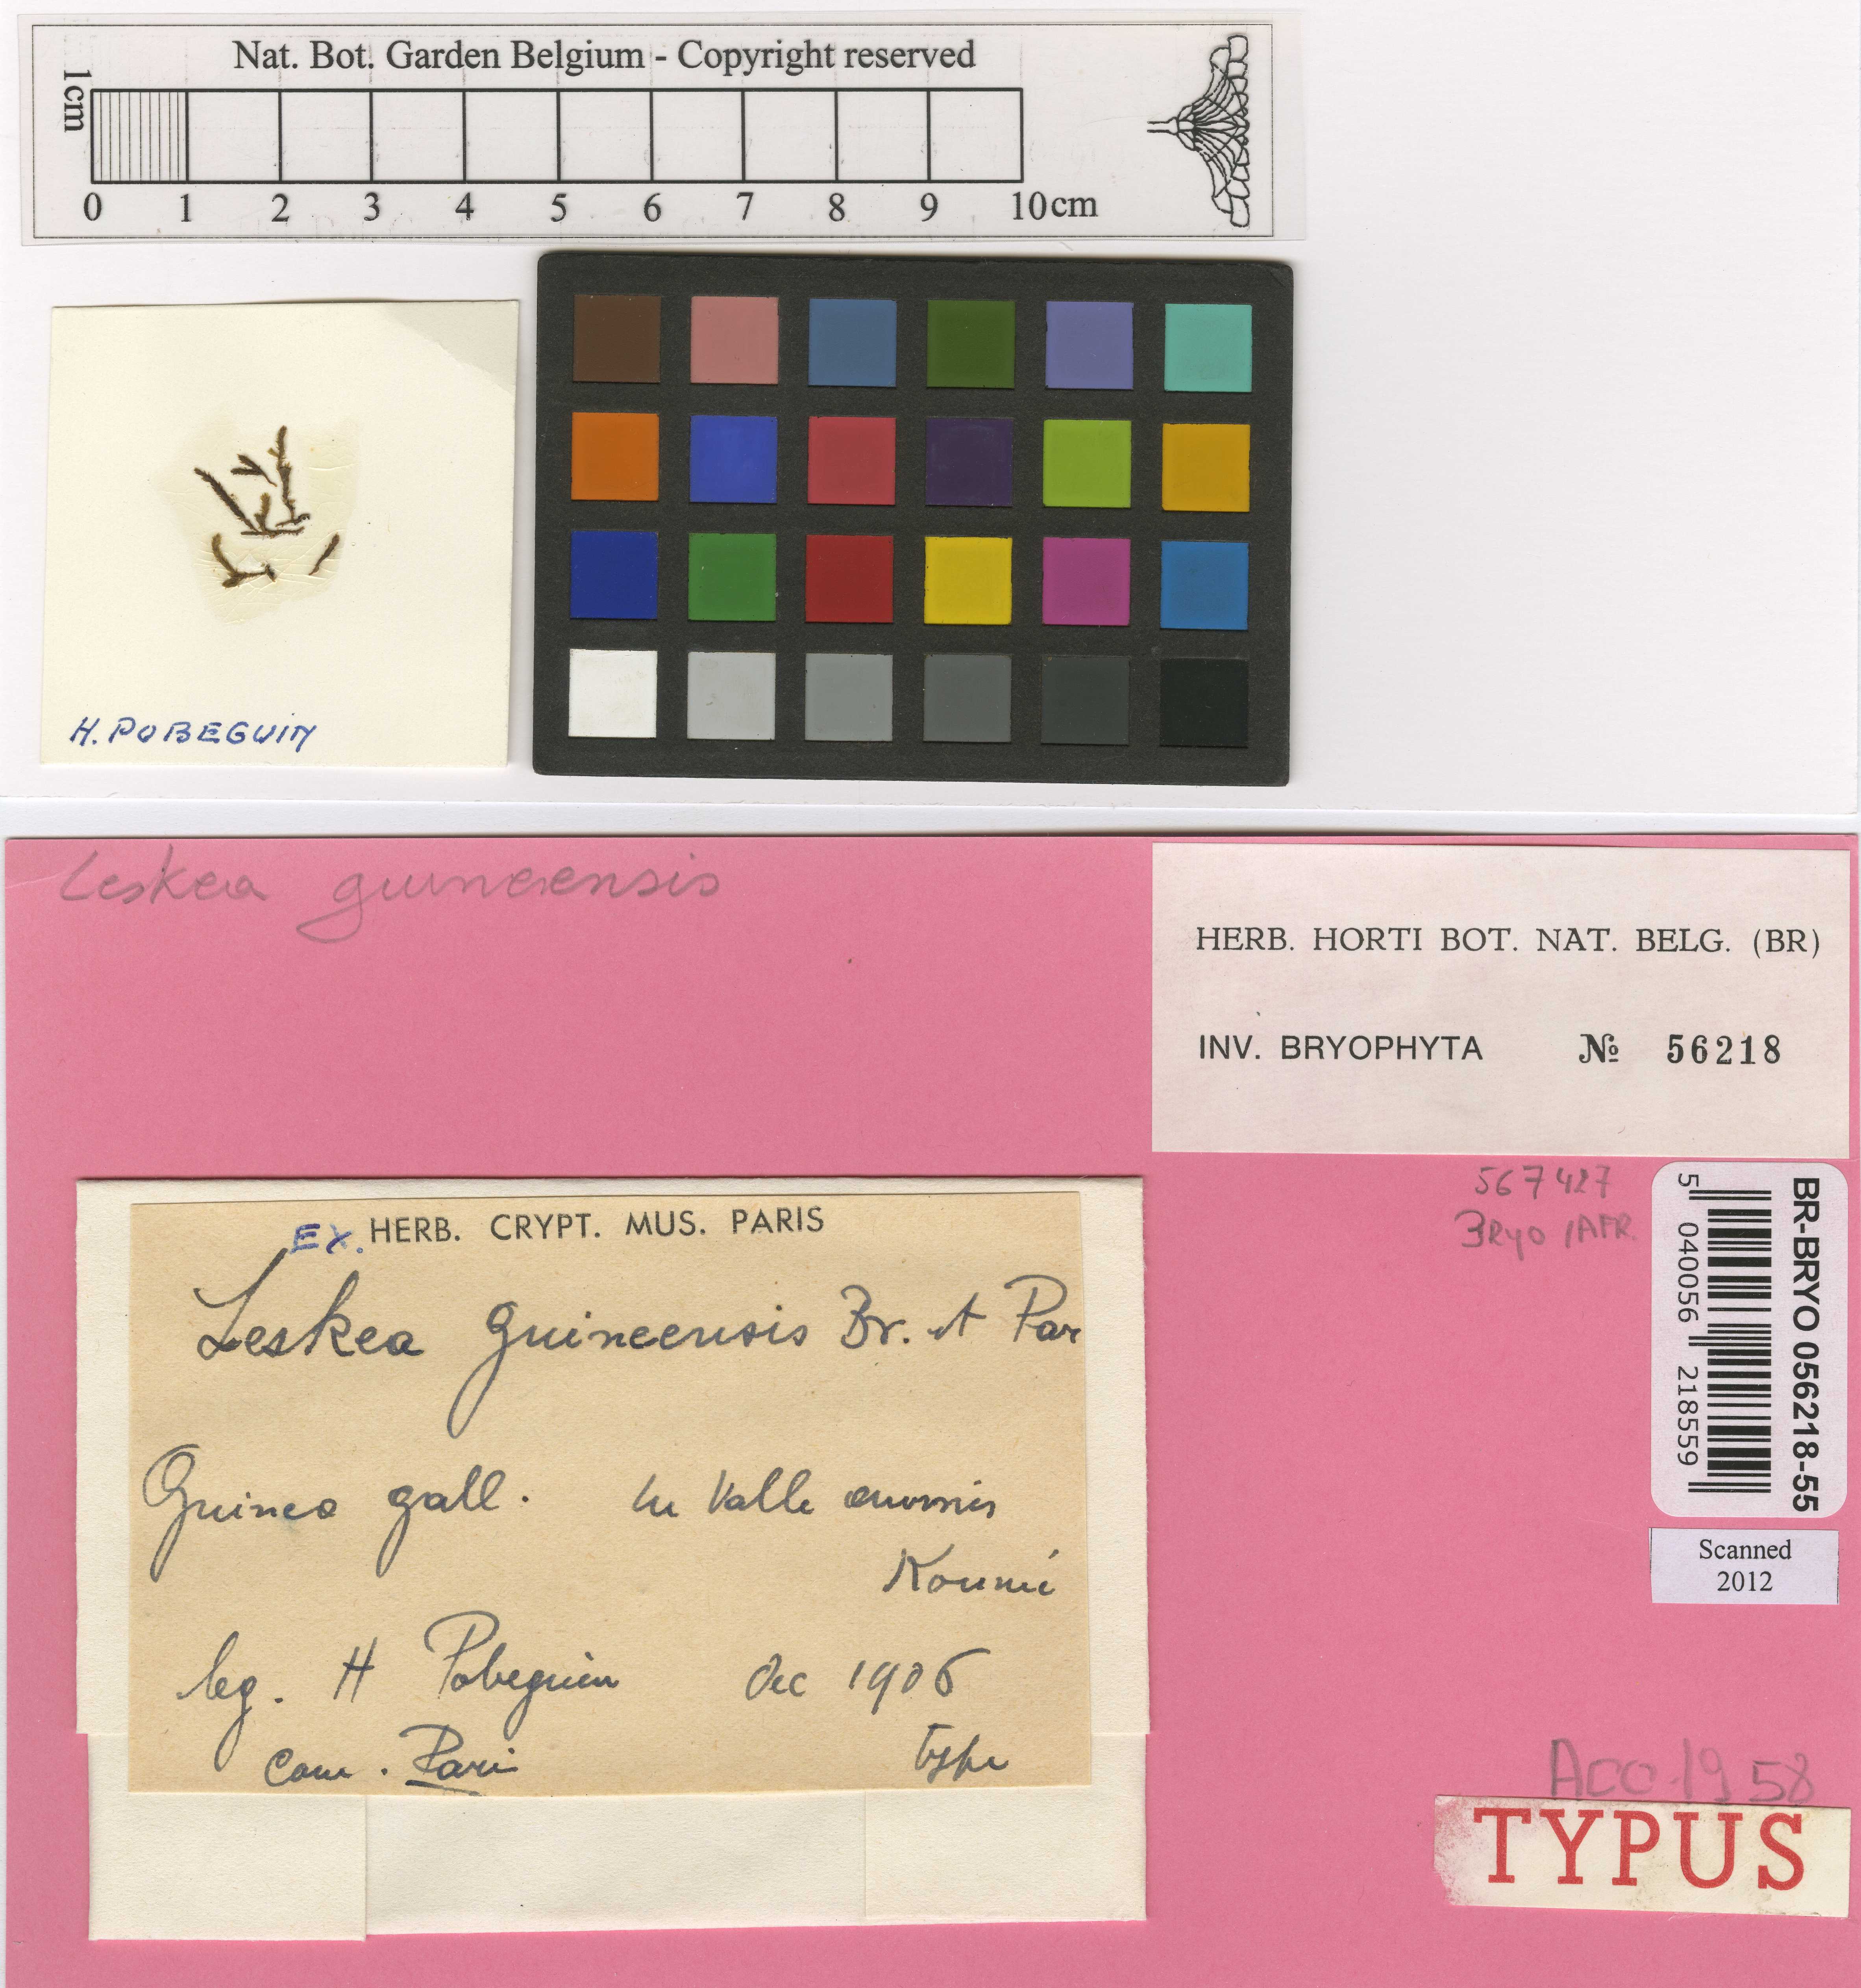 Nat. Bot. Garden Belgium - Copyright reserved
1cm
0 1 2 3 4 5 6 7 8 9 10cm
H. POBEGUIN
Leskea guineensis
HERB. HORTI BOT. NAT. BELG. (BR)
INV. BRYOPHYTA № 56218
567427
BRYO /AFR.
BR-BRYO 056218-55
5 040056 218559
Scanned
2012
EX. HERB. CRYPT. MUS. PARIS
Leskea guineensis Br. et Par
Guinea gall. In Valle amnis
Koumi
leg. H Pobeguin Dec 1906
Com. Paris
Type
Acc. 1958
TYPUS